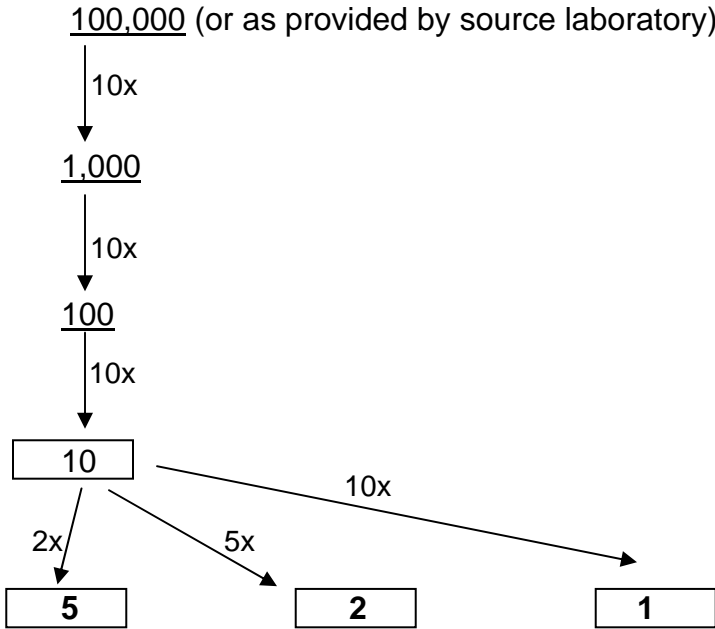 100,000 (or as provided by source laboratory)
10x
1,000
10x
100
10x
10
10x
2x 5x
5 2 1